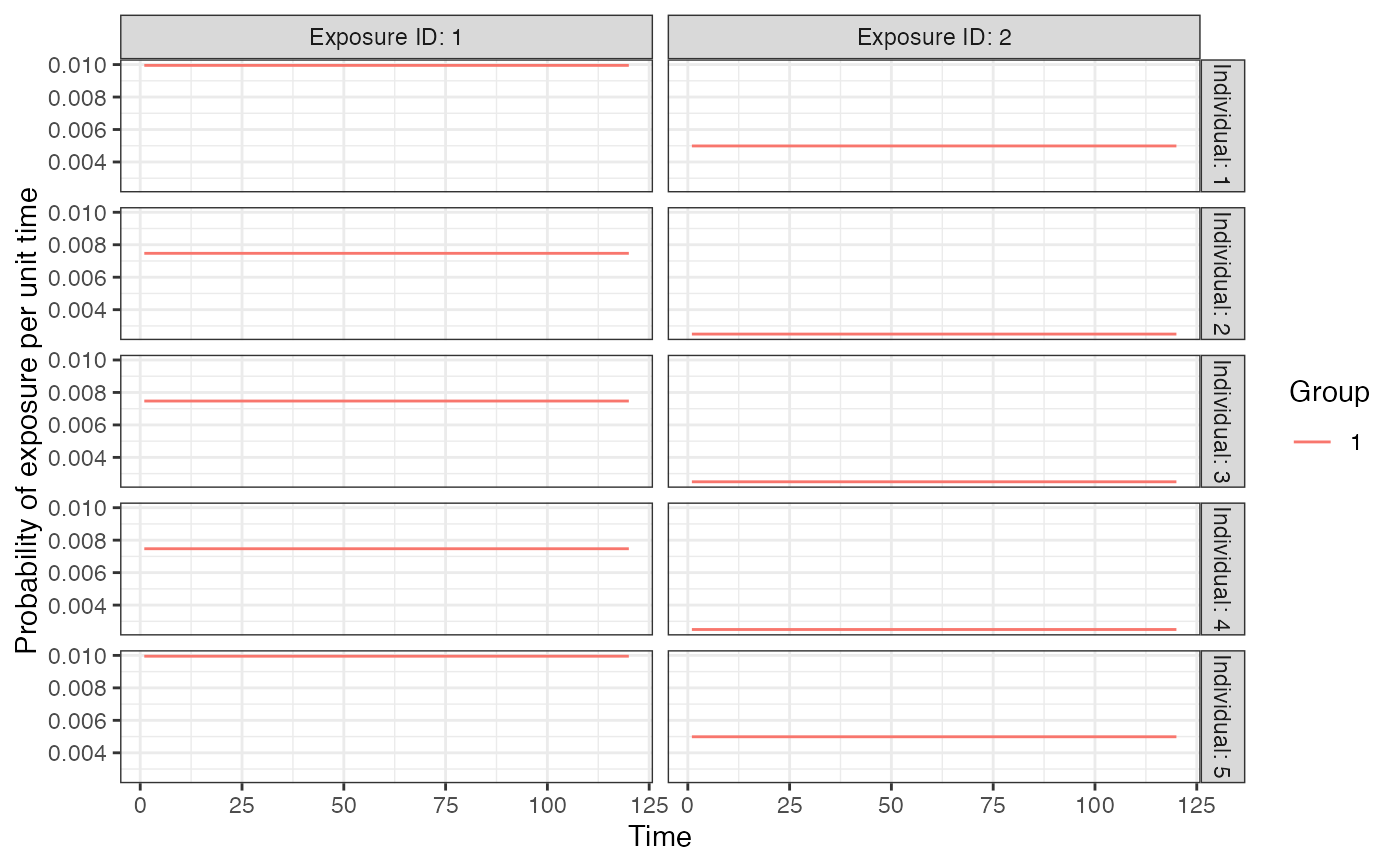 Exposure ID: 1
Exposure ID: 2
Probability of exposure per unit time
0.010
0.008
0.006
0.004
Individual: 1
0.010
0.008
0.006
0.004
Individual: 2
0.010
0.008
0.006
0.004
Individual: 3
0.010
0.008
0.006
0.004
Individual: 4
0.010
0.008
0.006
0.004
Individual: 5
0 25 50 75 100 125 0 25 50 75 100 125
Time
Group
1